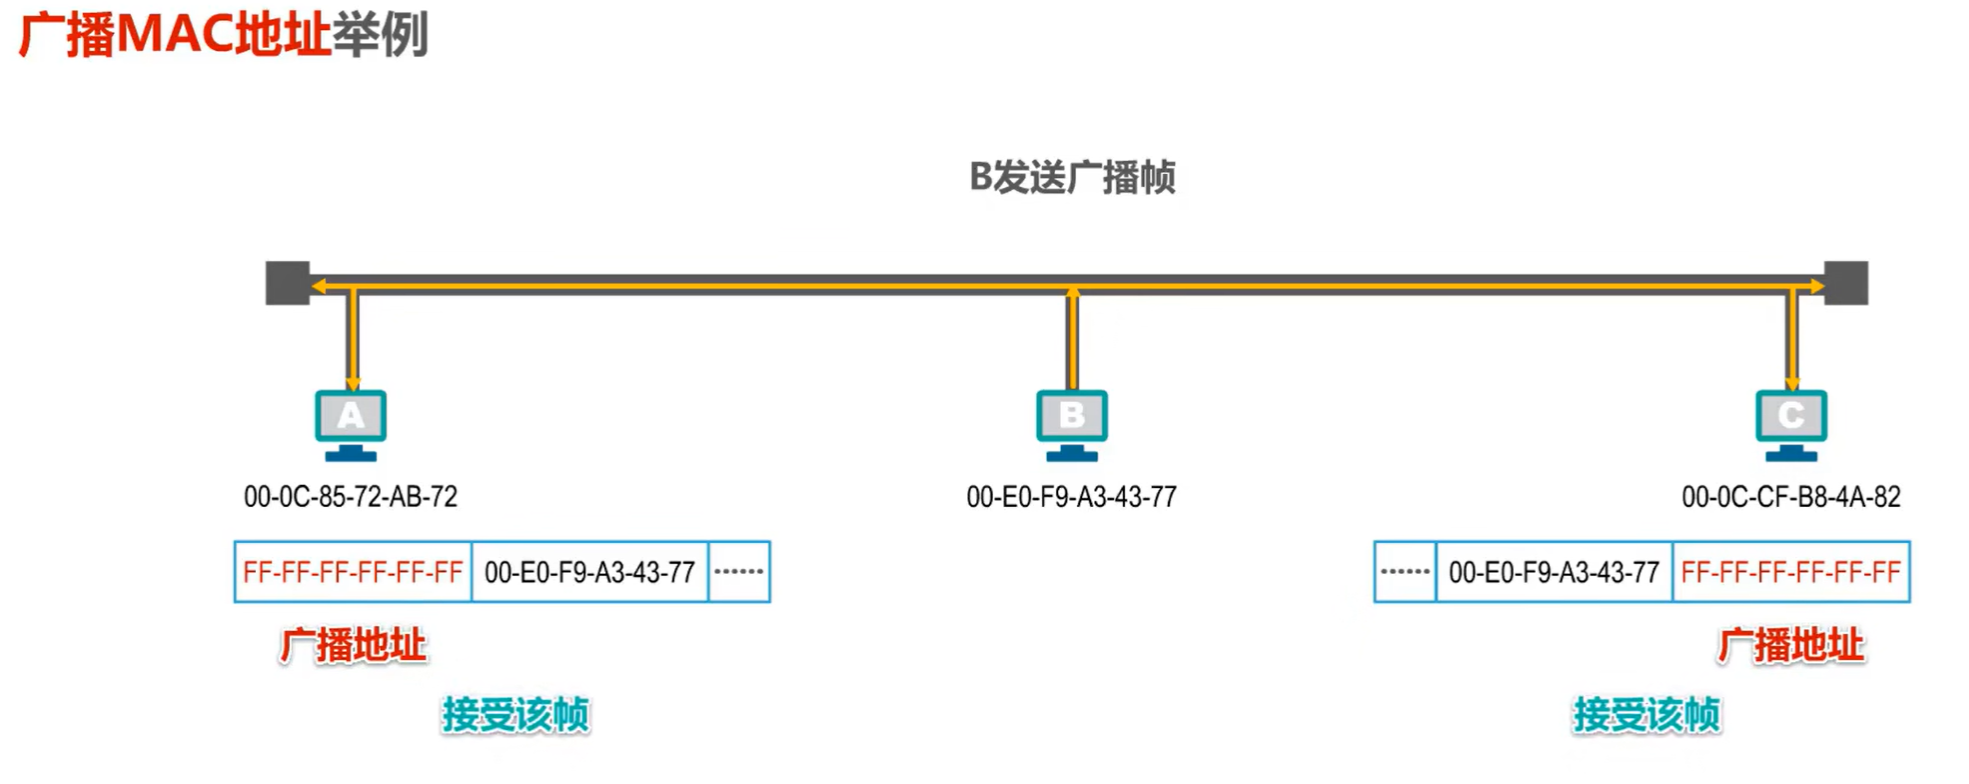 广播MAC地址举例
B发送广播帧
A
B
C
00-0C-85-72-AB-72
00-E0-F9-A3-43-77
00-0C-CF-B8-4A-82
FF-FF-FF-FF-FF-FF 00-E0-F9-A3-43-77 ······
······ 00-E0-F9-A3-43-77 FF-FF-FF-FF-FF-FF
广播地址
广播地址
接受该帧
接受该帧